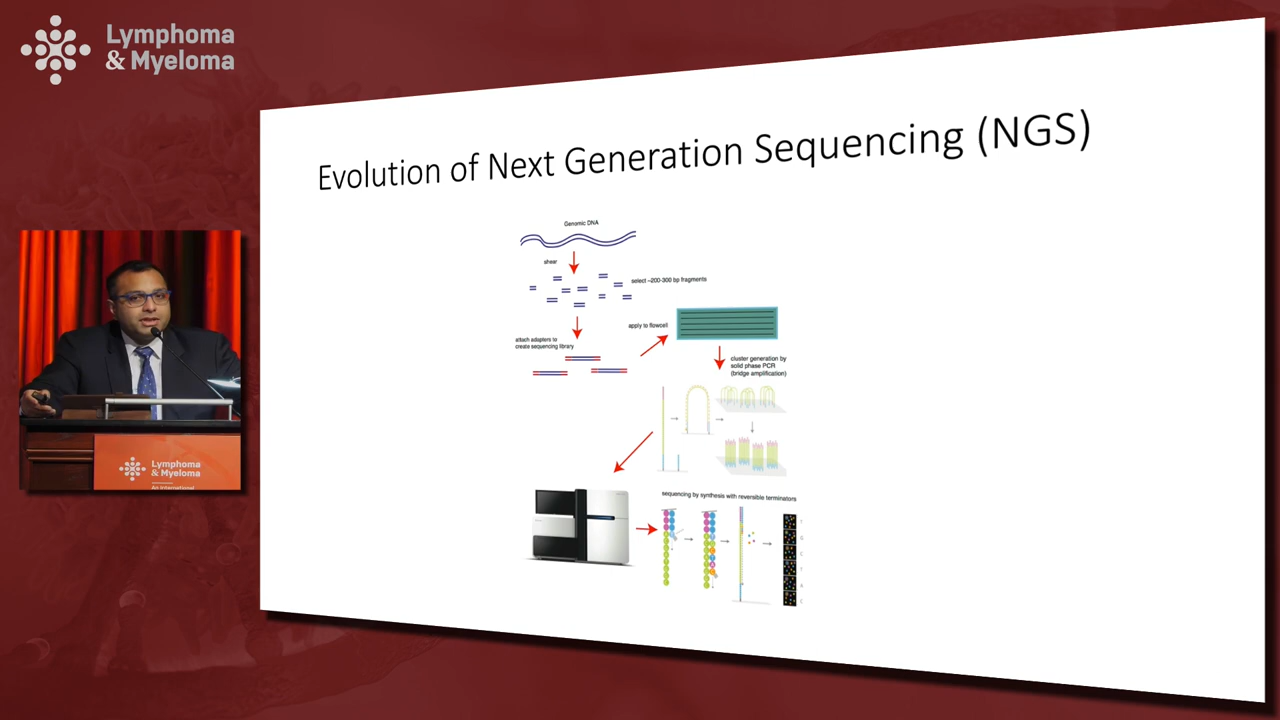 Lymphoma
& Myeloma
Evolution of Next Generation Sequencing (NGS)
Genomic DNA
shear
select ~200-300 bp fragments
attach adapters to
create sequencing library
apply to flowcell
cluster generation by
solid phase PCR
(bridge amplification)
sequencing by synthesis with reversible terminators
T
G
C
T
A
C
Lymphoma
& Myeloma
An International